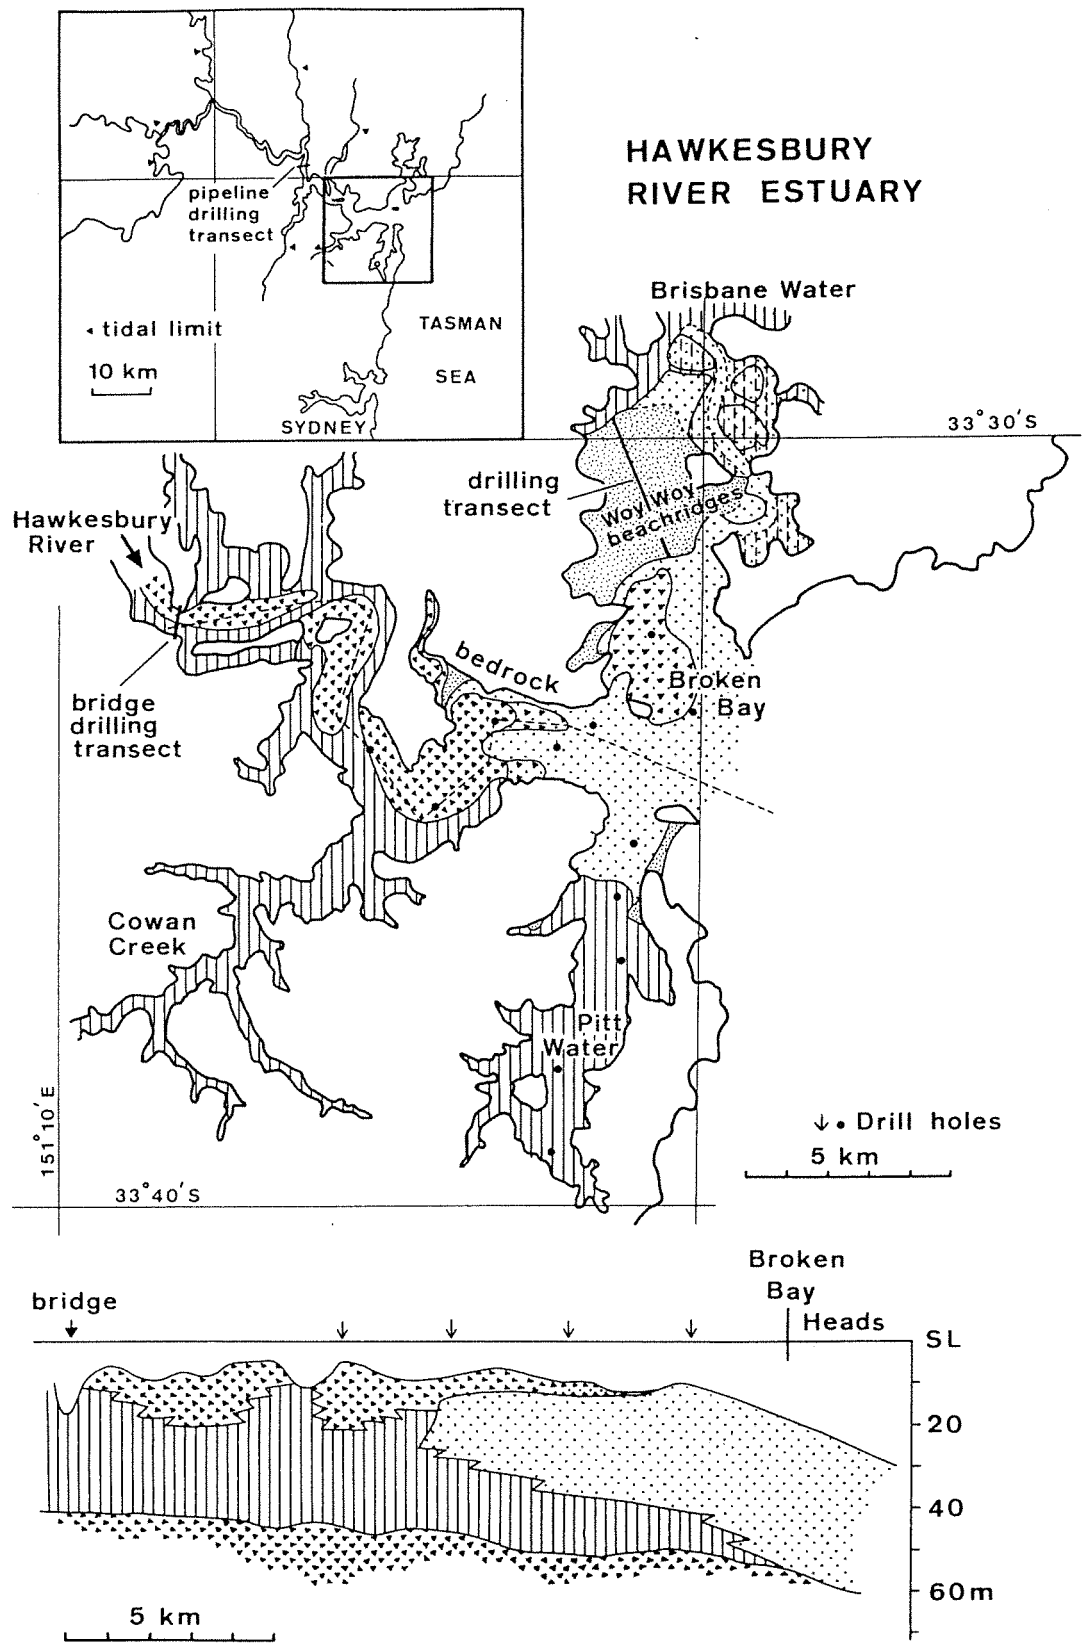 HAWKESBURY
RIVER ESTUARY
pipeline
drilling
transect
◂ tidal limit
10 km
TASMAN
SEA
SYDNEY
Brisbane Water
33°30'S
drilling
transect
Woy Woy
beachridges
Hawkesbury
River
bedrock
Broken
Bay
bridge
drilling
transect
Cowan
Creek
Pitt
Water
151°10'E
33°40'S
↓ • Drill holes
5 km
Broken
Bay
Heads
bridge
SL
20
40
60m
5 km